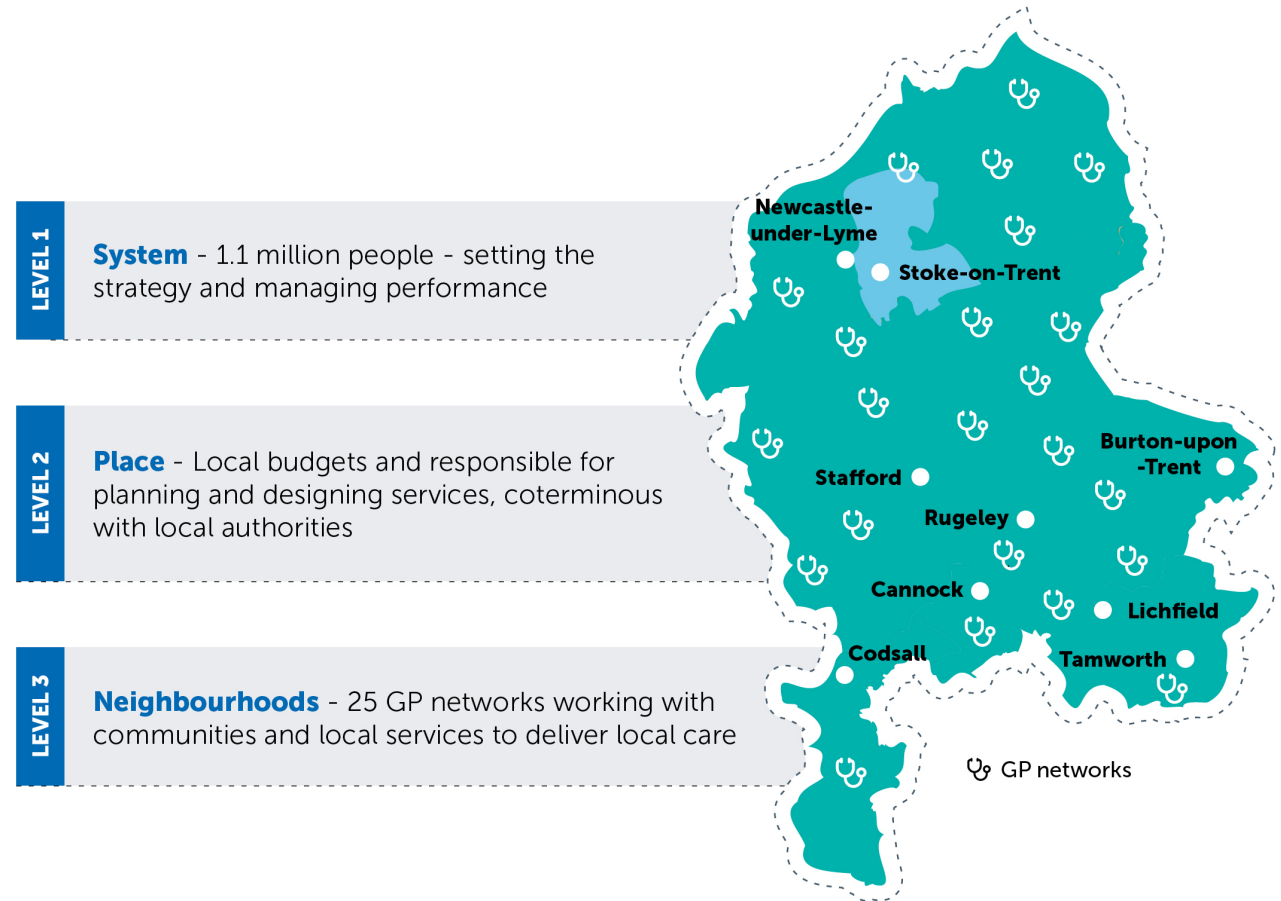 LEVEL 1
System - 1.1 million people - setting the
strategy and managing performance
LEVEL 2
Place - Local budgets and responsible for
planning and designing services, coterminous
with local authorities
LEVEL 3
Neighbourhoods - 25 GP networks working with
communities and local services to deliver local care
Newcastle-
under-Lyme
Stoke-on-Trent
Burton-upon
-Trent
Stafford
Rugeley
Cannock
Lichfield
Codsall
Tamworth
GP networks